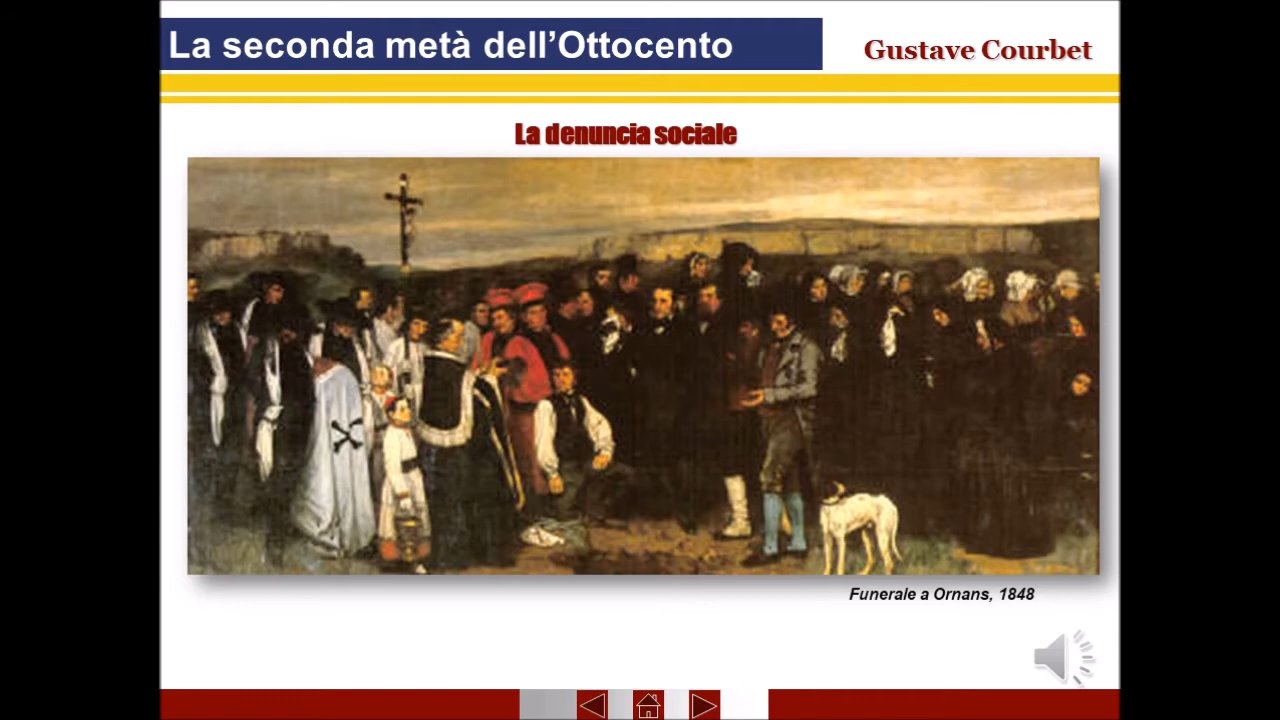 La seconda metà dell’Ottocento
Gustave Courbet
La denuncia sociale
Funerale a Ornans, 1848